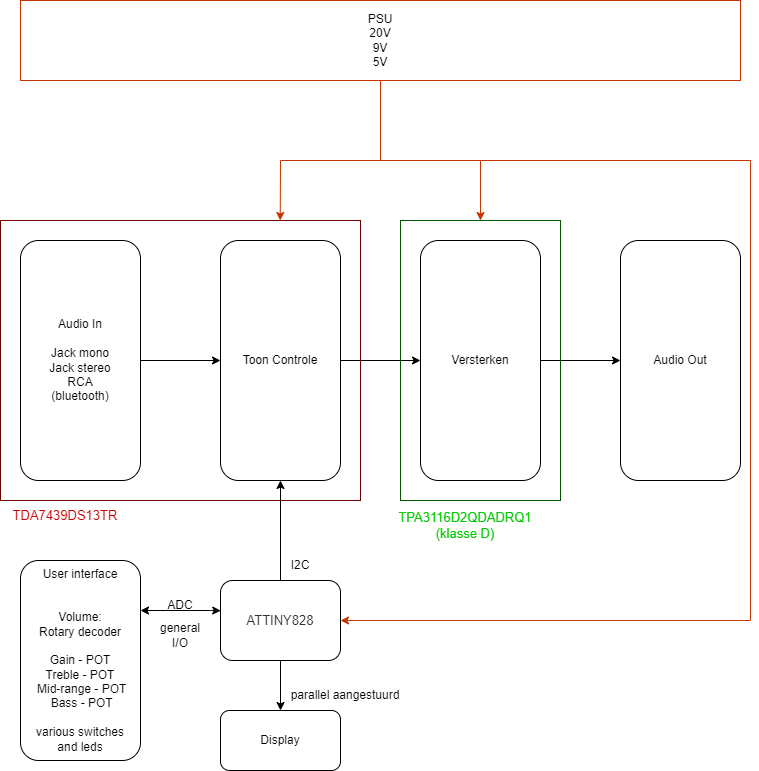 PSU
20V
9V
5V
Audio In
Jack mono
Jack stereo
RCA
(bluetooth)
Toon Controle
Versterken
Audio Out
TDA7439DS13TR
TPA3116D2QDADRQ1
(klasse D)
I2C
User interface
Volume:
Rotary decoder
Gain - POT
Treble - POT
Mid-range - POT
Bass - POT
various switches
and leds
ADC
general
I/O
ATTINY828
parallel aangestuurd
Display